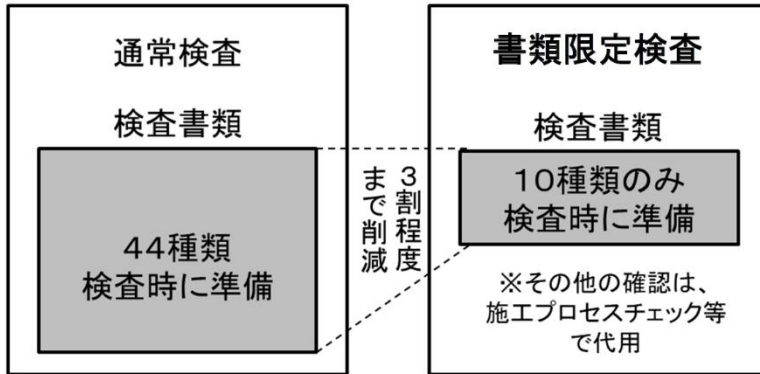 通常検査
検査書類
44種類
検査時に準備
3割程度
まで削減
書類限定検査
検査書類
10種類のみ
検査時に準備
※その他の確認は、
施工プロセスチェック等
で代用